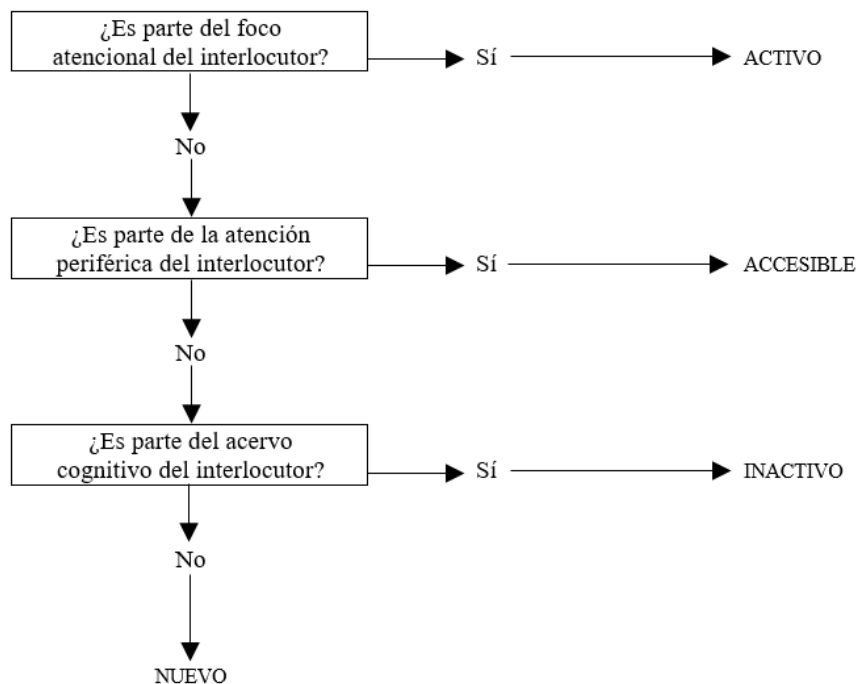 ¿Es parte del foco
atencional del interlocutor?
Sí
ACTIVO
No
¿Es parte de la atención
periférica del interlocutor?
Sí
ACCESIBLE
No
¿Es parte del acervo
cognitivo del interlocutor?
Sí
INACTIVO
No
NUEVO